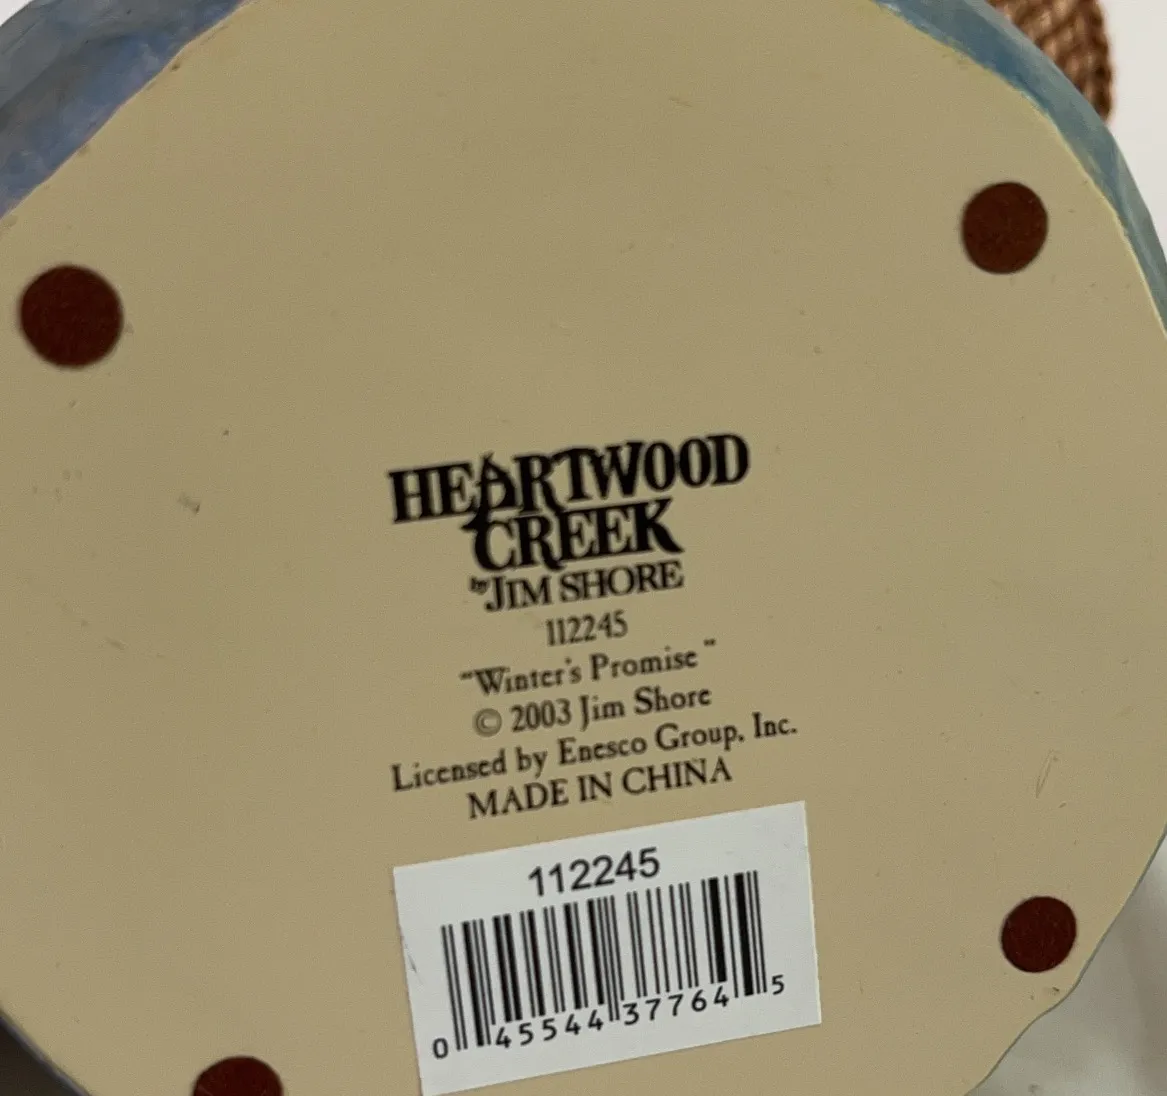 HEARTWOOD
CREEK
by JIM SHORE
112245
"Winter's Promise"
© 2003 Jim Shore
Licensed by Enesco Group, Inc.
MADE IN CHINA
112245
0 45544 37764 5